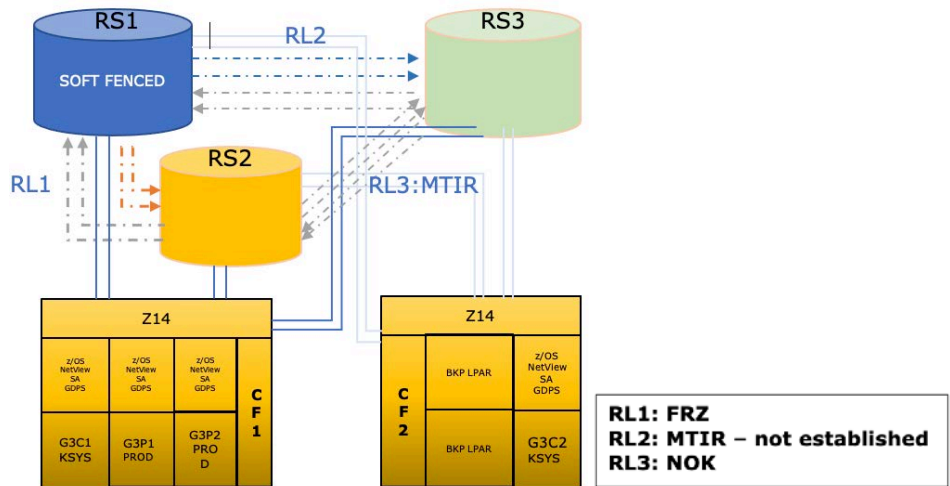 RS1
RL2
RS3
SOFT FENCED
RS2
RL1
RL3:MTIR
Z14
z/OS
NetView
SA
GDPS
z/OS
NetView
SA
GDPS
z/OS
NetView
SA
GDPS
C
F
1
G3C1
KSYS
G3P1
PROD
G3P2
PRO
D
Z14
C
F
2
BKP LPAR
z/OS
NetView
SA
GDPS
BKP LPAR
G3C2
KSYS
RL1: FRZ
RL2: MTIR – not established
RL3: NOK